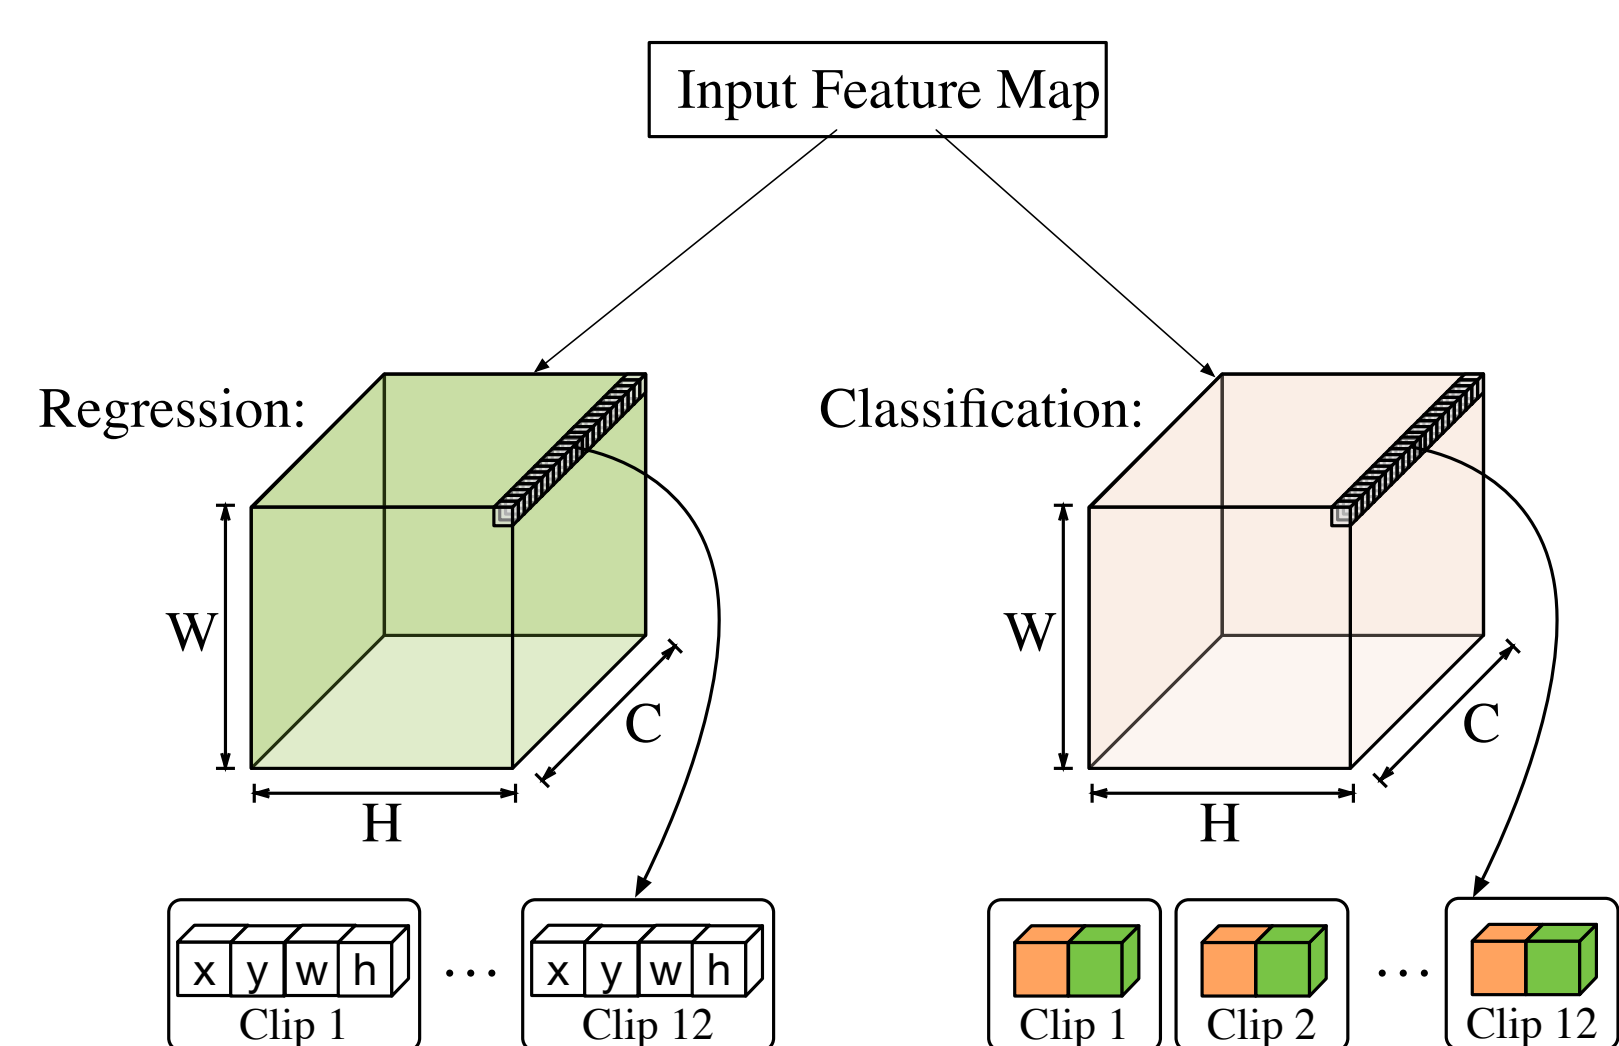 Input Feature Map
Regression:
Classification:
W
C
H
W
C
H
x y w h
...
x y w h
...
Clip 1
Clip 12
Clip 1
Clip 2
Clip 12